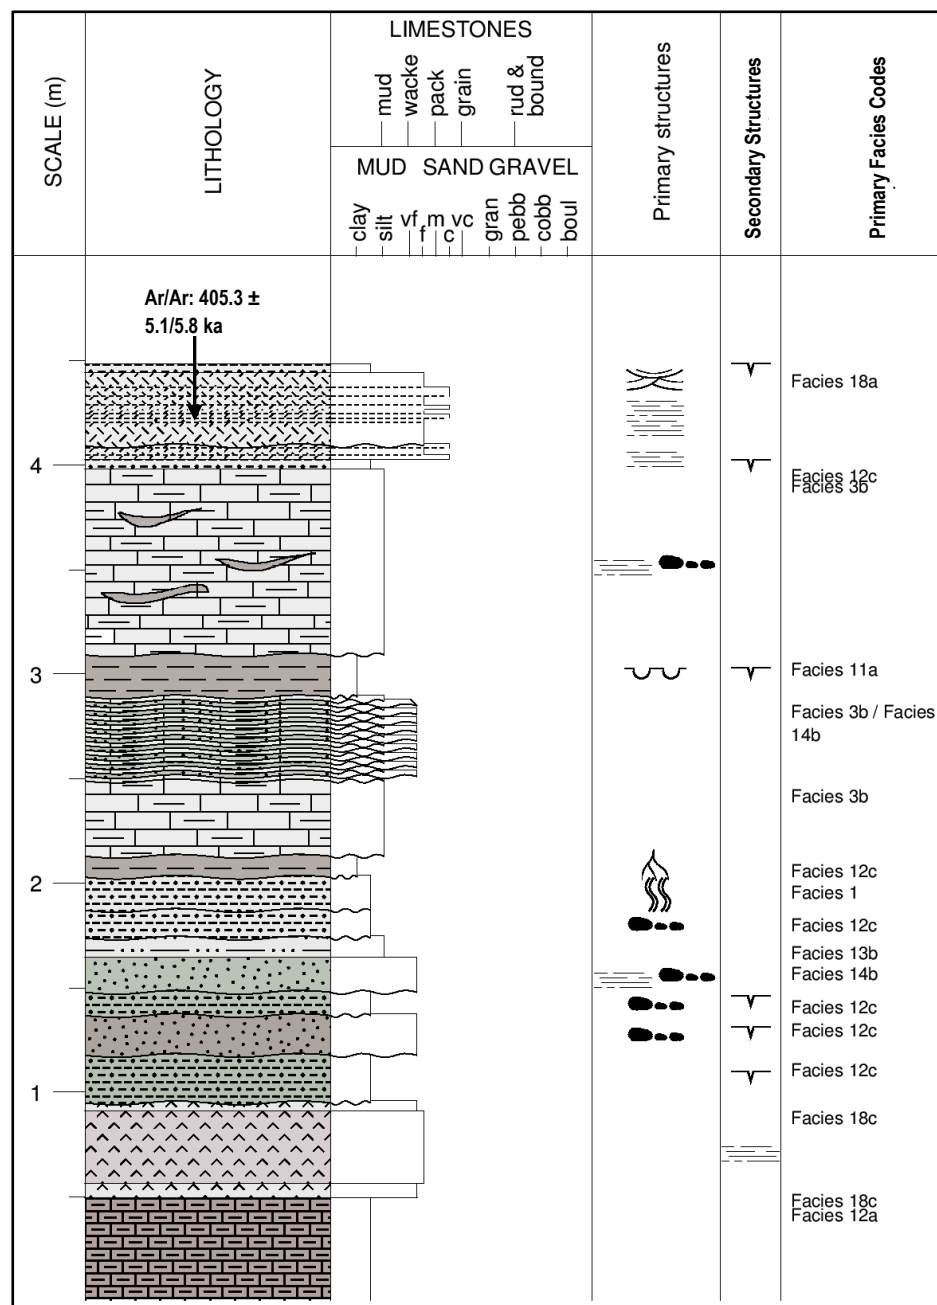 SCALE (m)
LITHOLOGY
LIMESTONES
mud
wacke
pack
grain
rud &
bound
MUD SAND GRAVEL
clay
silt
vf
f
m
c
vc
gran
pebb
cobb
boul
Primary structures
Secondary Structures
Primary Facies Codes
Ar/Ar: 405.3 ±
5.1/5.8 ka
Facies 18a
4
Facies 12c
Facies 3b
3
Facies 11a
Facies 3b / Facies
14b
Facies 3b
2
Facies 12c
Facies 1
Facies 12c
Facies 13b
Facies 14b
Facies 12c
Facies 12c
1
Facies 12c
Facies 18c
Facies 18c
Facies 12a